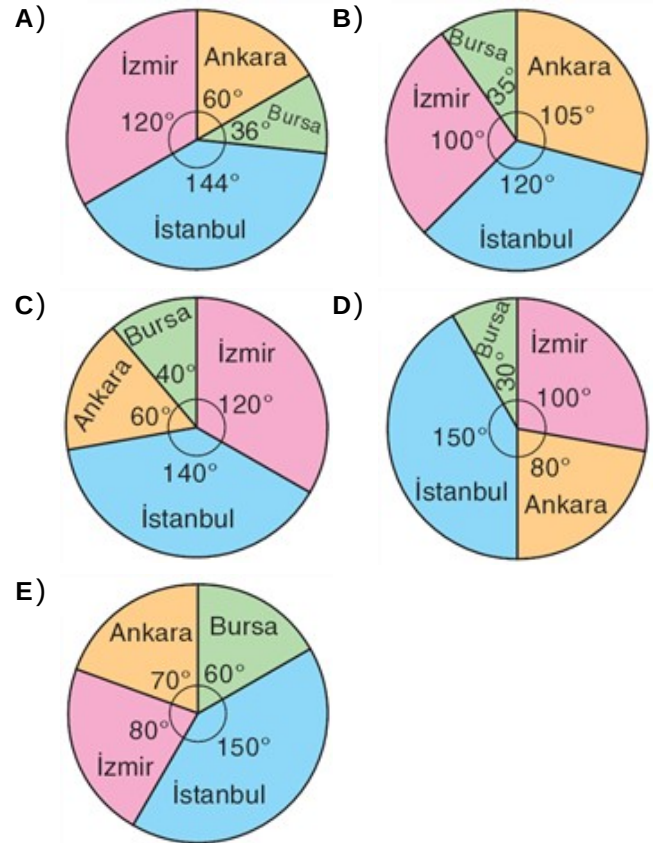 A)
İzmir
120°
Ankara
60°
Bursa
36°
144°
İstanbul
B)
Bursa
35°
Ankara
105°
İzmir
100°
120°
İstanbul
C)
Bursa
40°
İzmir
120°
Ankara
60°
140°
İstanbul
D)
Bursa
30°
İzmir
100°
150°
İstanbul
80°
Ankara
E)
Ankara
70°
Bursa
60°
80°
İzmir
150°
İstanbul